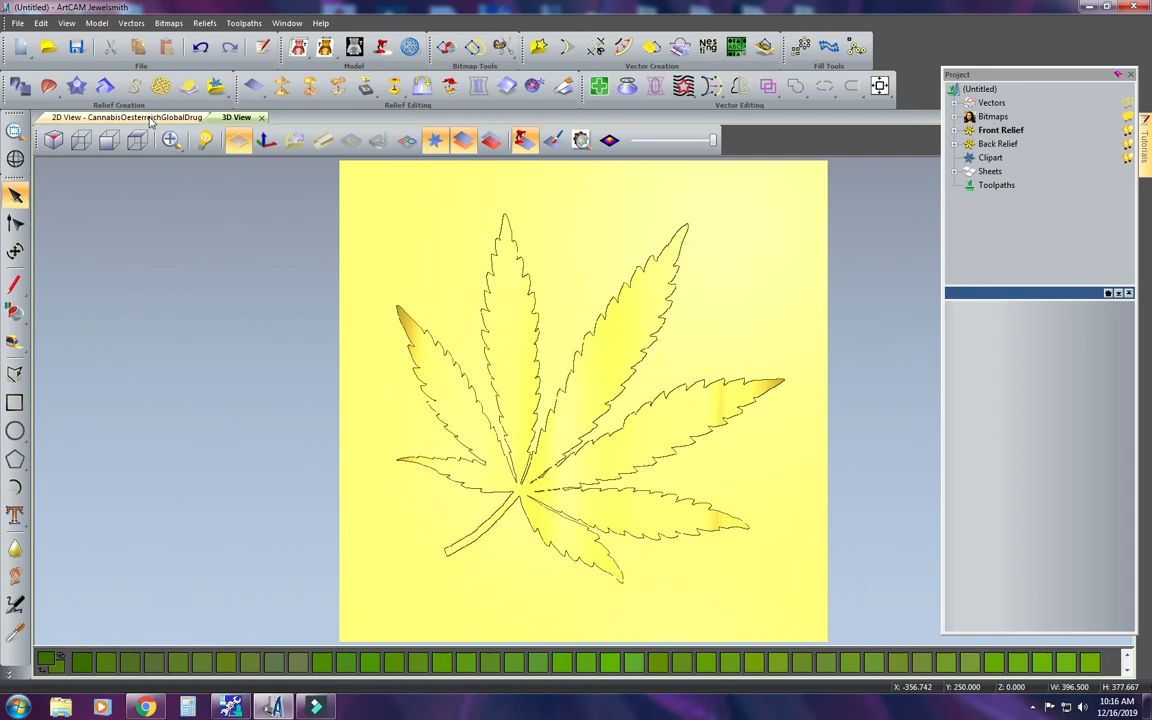 (Untitled) - ArtCAM Jewelsmith
File Edit View Model Vectors Bitmaps Reliefs Toolpaths Window Help
File Model Bitmap Tools Vector Creation Fill Tools
Relief Creation Relief Editing Vector Editing
2D View - CannabisOesterreichGlobalDrug 3D View
Project
(Untitled)
Vectors
Bitmaps
Front Relief
Back Relief
Clipart
Sheets
Toolpaths
Tutorials
X: -356.742 Y: 250.000 Z: 0.000 W: 396.500 H: 377.667
10:16 AM
12/16/2019